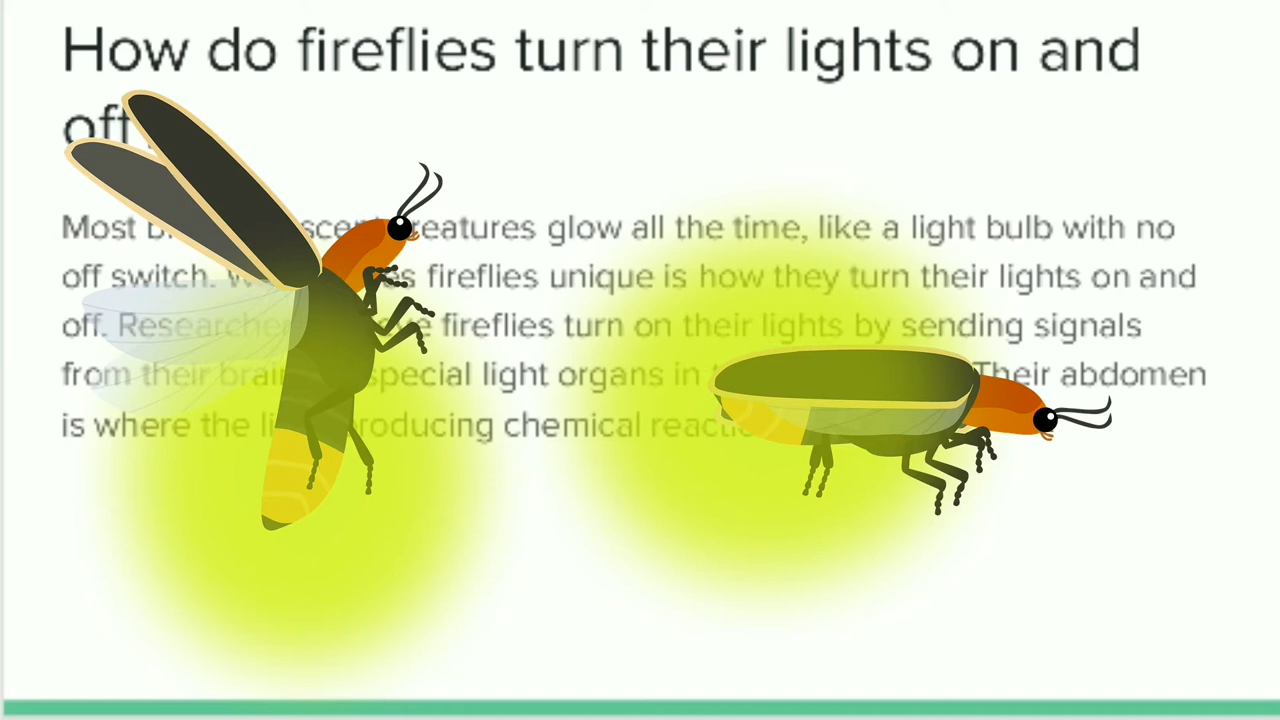 How do fireflies turn their lights on and
off
Most creatures glow all the time, like a light bulb with no
off switch. fireflies unique is how they turn their lights on and
off. Researchers fireflies turn on their lights by sending signals
from their brain special light organs in Their abdomen
is where the producing chemical